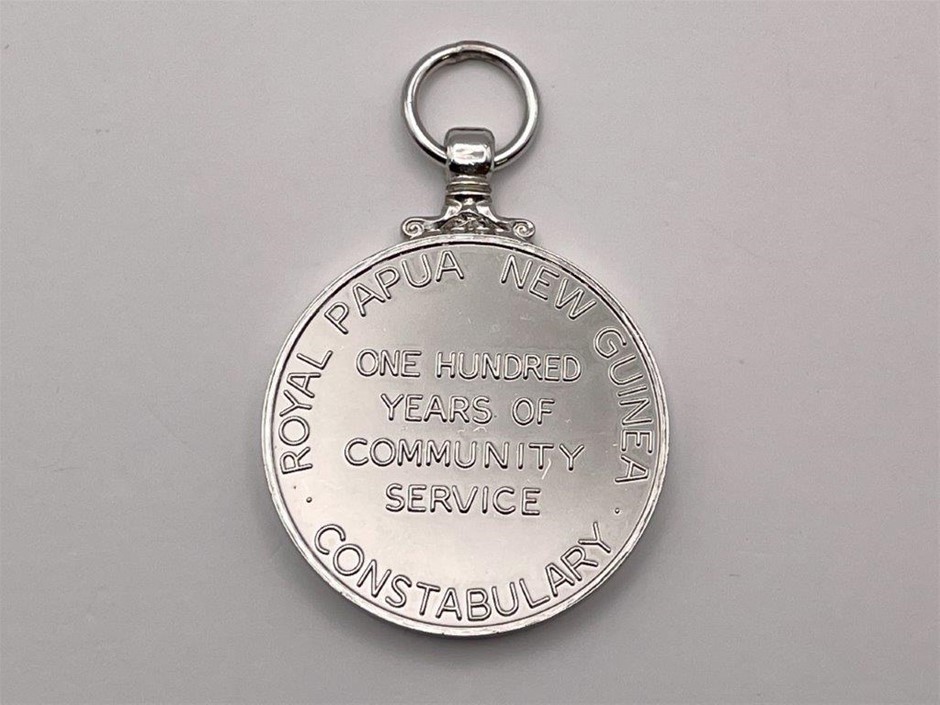 ROYAL PAPUA NEW GUINEA
ONE HUNDRED
YEARS OF
COMMUNITY
SERVICE
· CONSTABULARY ·